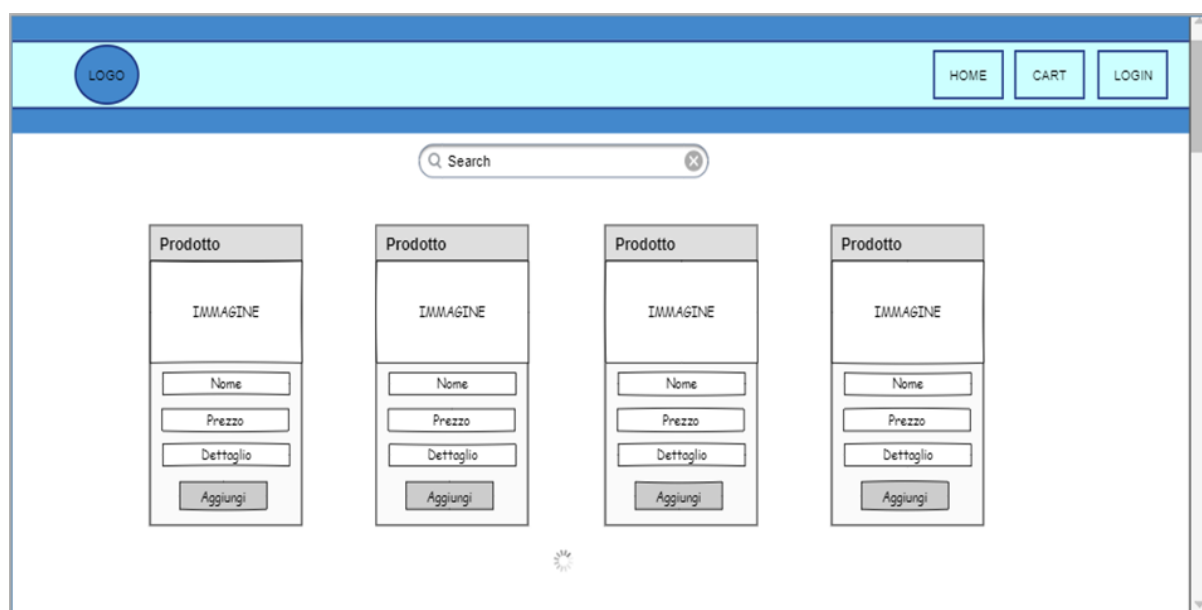 LOGO HOME CART LOGIN
Search
Prodotto Prodotto Prodotto Prodotto
IMMAGINE IMMAGINE IMMAGINE IMMAGINE
Nome Nome Nome Nome
Prezzo Prezzo Prezzo Prezzo
Dettaglio Dettaglio Dettaglio Dettaglio
Aggiungi Aggiungi Aggiungi Aggiungi